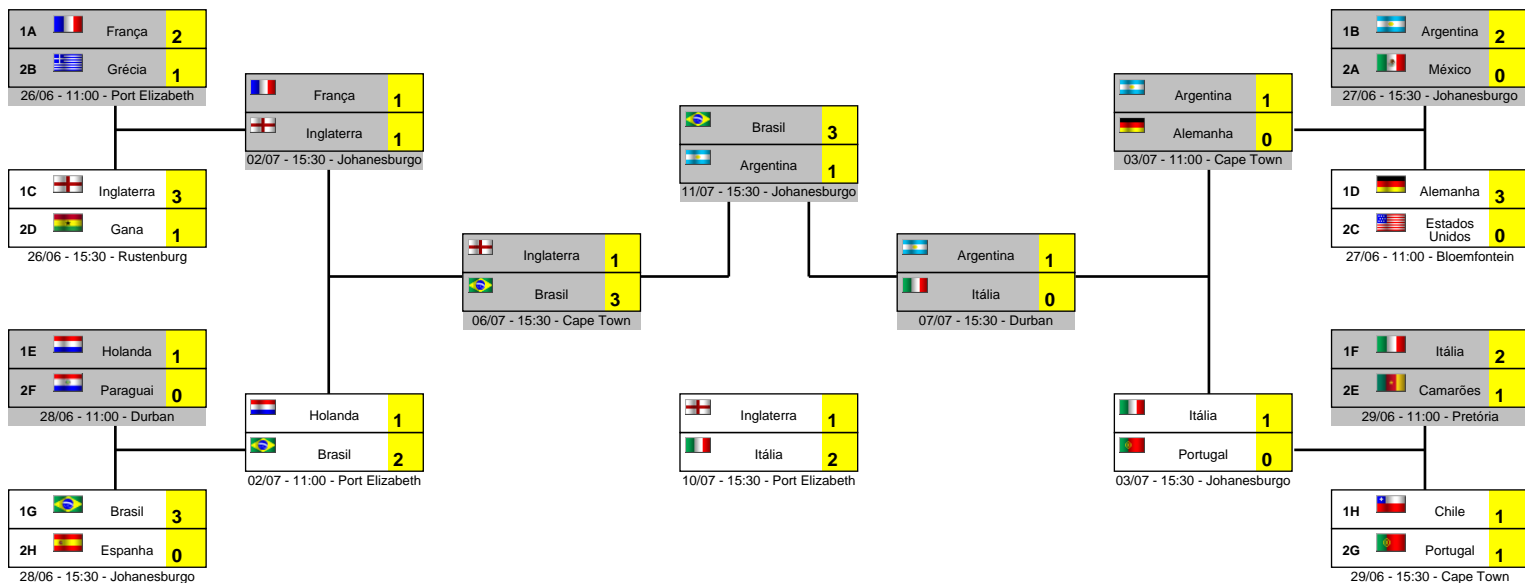 1A França 2
2B Grécia 1
26/06 - 11:00 - Port Elizabeth
1C Inglaterra 3
2D Gana 1
26/06 - 15:30 - Rustenburg
1E Holanda 1
2F Paraguai 0
28/06 - 11:00 - Durban
1G Brasil 3
2H Espanha 0
28/06 - 15:30 - Johanesburgo
França 1
Inglaterra 1
02/07 - 15:30 - Johanesburgo
Holanda 1
Brasil 2
02/07 - 11:00 - Port Elizabeth
Inglaterra 1
Brasil 3
06/07 - 15:30 - Cape Town
Brasil 3
Argentina 1
11/07 - 15:30 - Johanesburgo
Inglaterra 1
Itália 2
10/07 - 15:30 - Port Elizabeth
Argentina 1
Itália 0
07/07 - 15:30 - Durban
Argentina 1
Alemanha 0
03/07 - 11:00 - Cape Town
Itália 1
Portugal 0
03/07 - 15:30 - Johanesburgo
1B Argentina 2
2A México 0
27/06 - 15:30 - Johanesburgo
1D Alemanha 3
2C Estados
Unidos 0
27/06 - 11:00 - Bloemfontein
1F Itália 2
2E Camarões 1
29/06 - 11:00 - Pretória
1H Chile 1
2G Portugal 1
29/06 - 15:30 - Cape Town